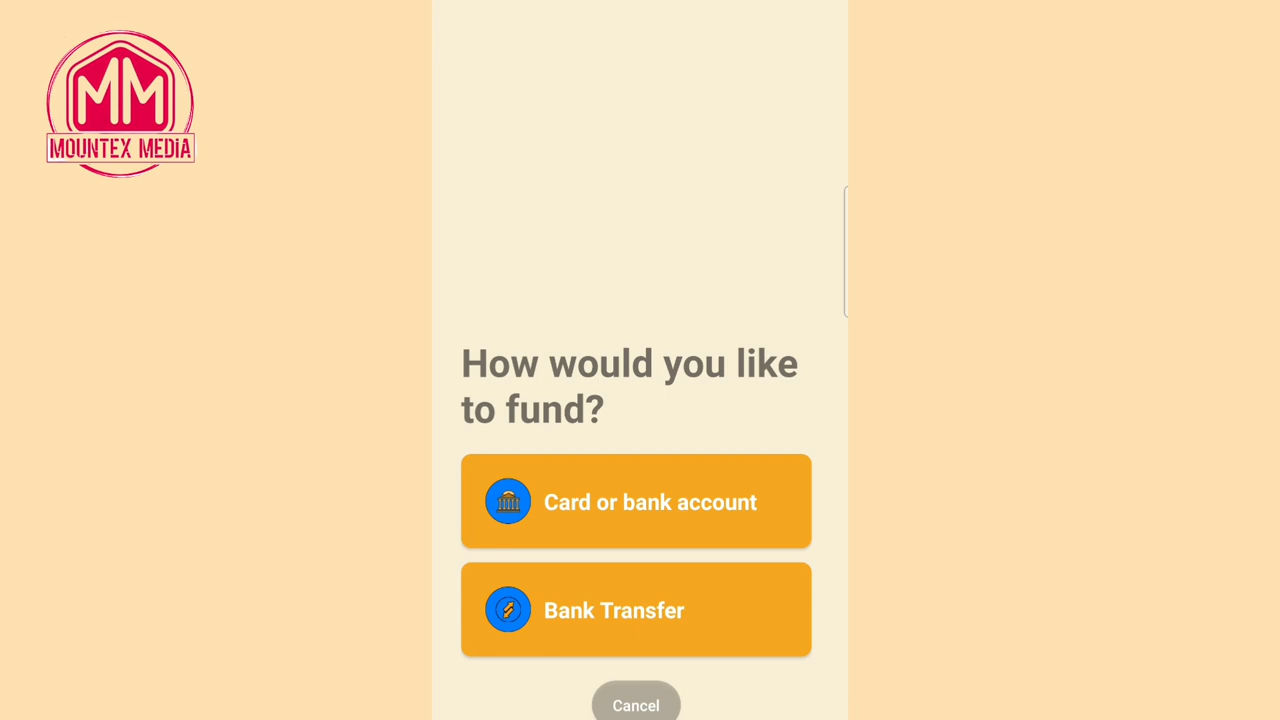 MM
MOUNTEX MEDiA
How would you like
to fund?
Card or bank account
Bank Transfer
Cancel